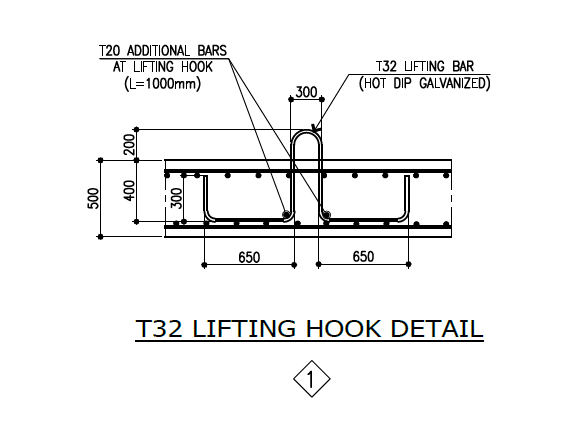 T20 ADDITIONAL BARS
AT LIFTING HOOK
(L=1000mm)
T32 LIFTING BAR
(HOT DIP GALVANIZED)
300
200
500
400
300
650
650
T32 LIFTING HOOK DETAIL
1